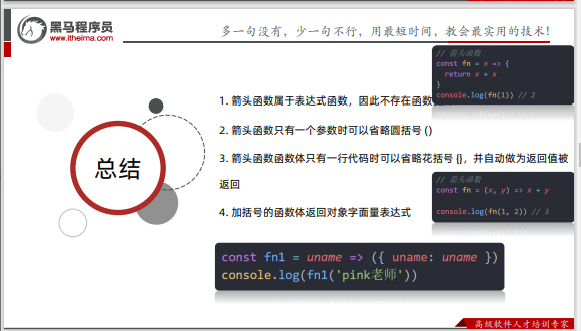 黑马程序员
www.itheima.com
多一句没有，少一句不行，用最短时间，教会最实用的技术！
// 箭头函数
const fn = x => {
return x + x
}
console.log(fn(1)) // 2
总结
1. 箭头函数属于表达式函数，因此不存在函数
2. 箭头函数只有一个参数时可以省略圆括号 ()
3. 箭头函数函数体只有一行代码时可以省略花括号 {}，并自动做为返回值被
返回
// 箭头函数
const fn = (x, y) => x + y
console.log(fn(1, 2)) // 3
4. 加括号的函数体返回对象字面量表达式
const fn1 = uname => ({ uname: uname })
console.log(fn1('pink老师'))
高级软件人才培训专家